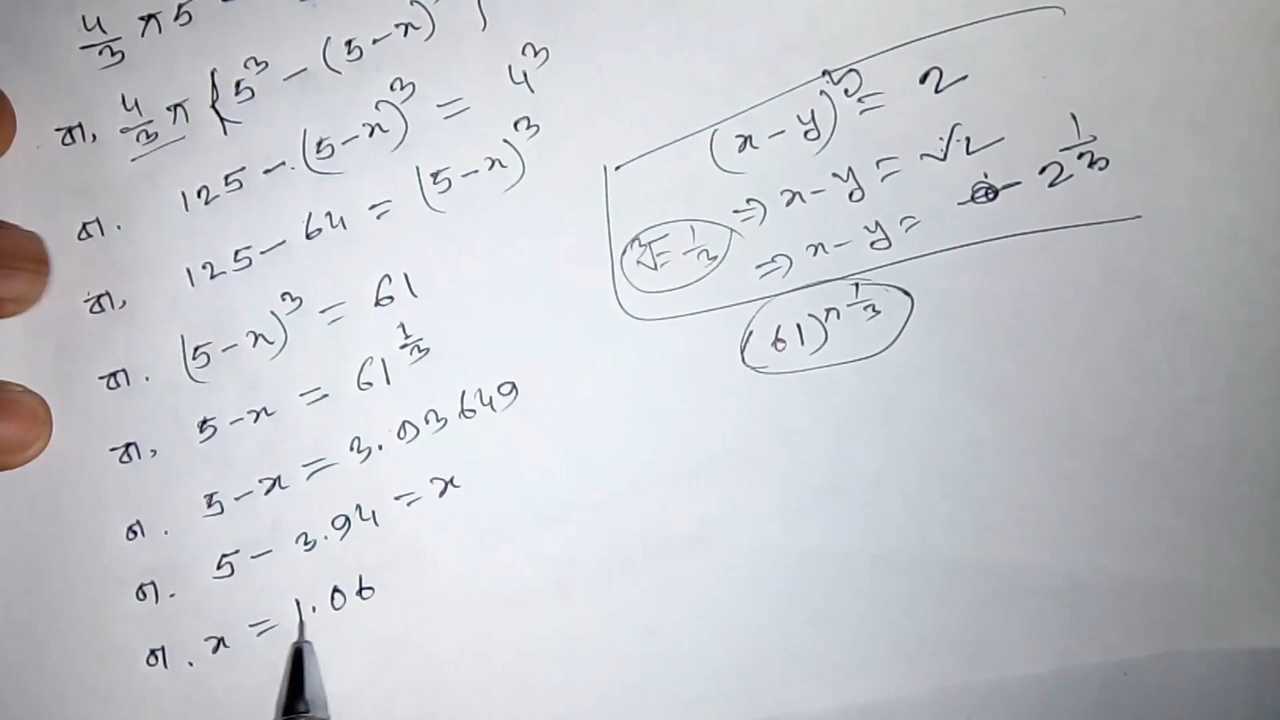 4/3 π 5
বা, 4/3 π { 5³ - (5-x)
বা. 125 - (5-x)³ = 4³
বা, 125 - 64 = (5-x)³
বা. (5-x)³ = 61
বা, 5-x = 61^1/3
বা. 5-x = 3.93649
বা. 5 - 3.94 = x
বা. x = 1.06
(x-y)³ = 2
⇒ x-y = √2
∛ = 1/3
⇒ x-y = 2^1/3
(61)^1/3